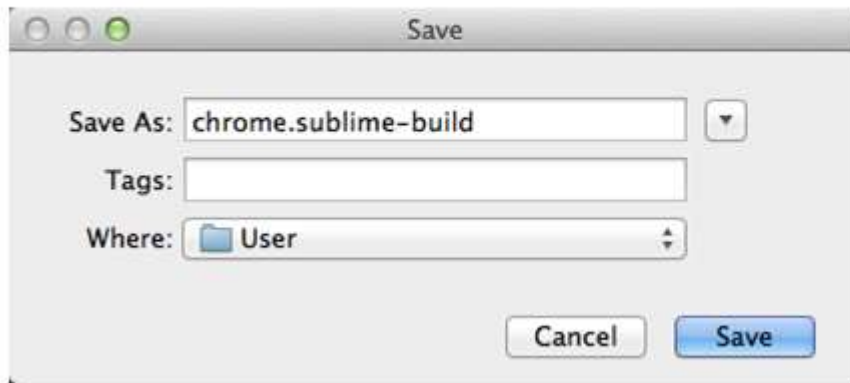 Save
Save As: chrome.sublime-build
Tags:
Where: User
Cancel Save